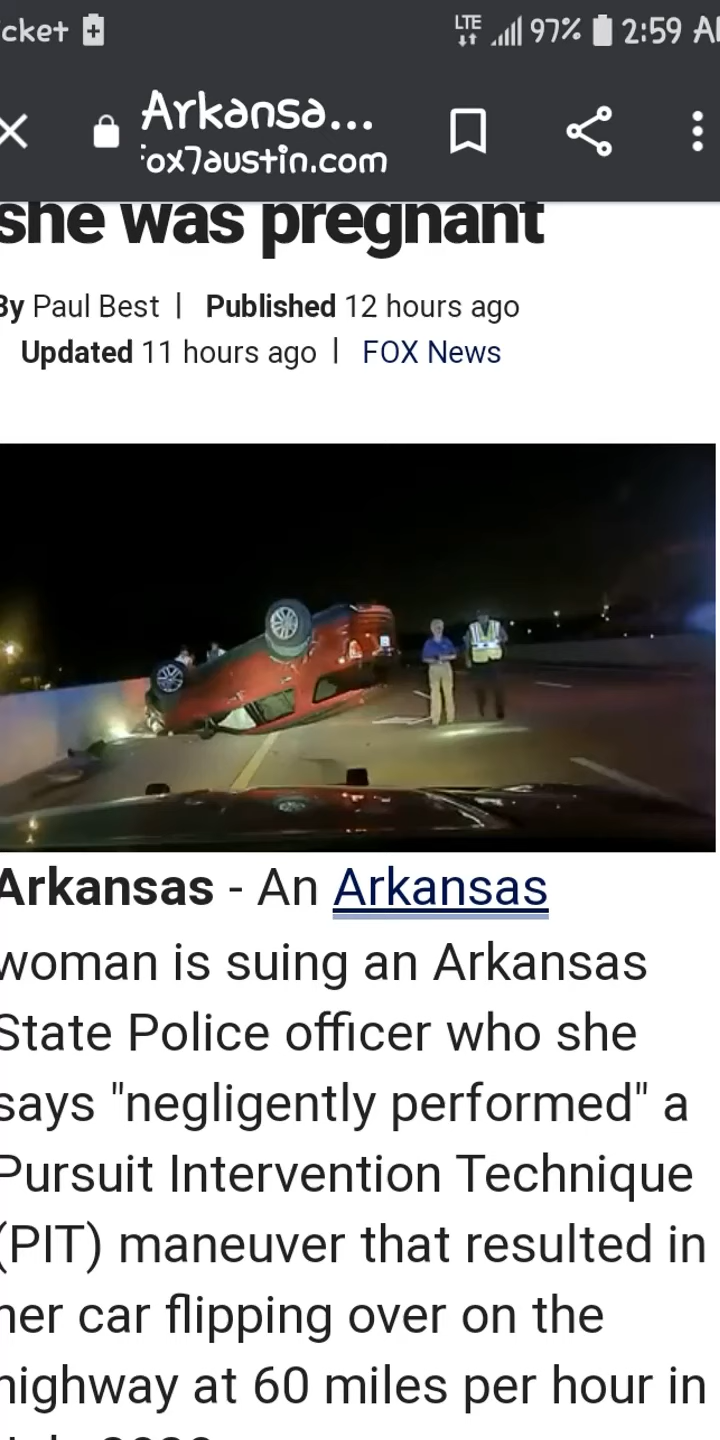 cket
LTE 97% 2:59 A
Arkansa...
ox7austin.com
she was pregnant
By Paul Best | Published 12 hours ago
Updated 11 hours ago | FOX News
Arkansas - An Arkansas
woman is suing an Arkansas
State Police officer who she
says "negligently performed" a
Pursuit Intervention Technique
(PIT) maneuver that resulted in
her car flipping over on the
highway at 60 miles per hour in